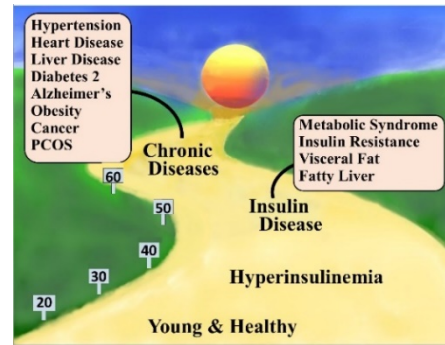 Hypertension
Heart Disease
Liver Disease
Diabetes 2
Alzheimer's
Obesity
Cancer
PCOS
Chronic
Diseases
Metabolic Syndrome
Insulin Resistance
Visceral Fat
Fatty Liver
Insulin
Disease
60
50
40
30
20
Hyperinsulinemia
Young & Healthy